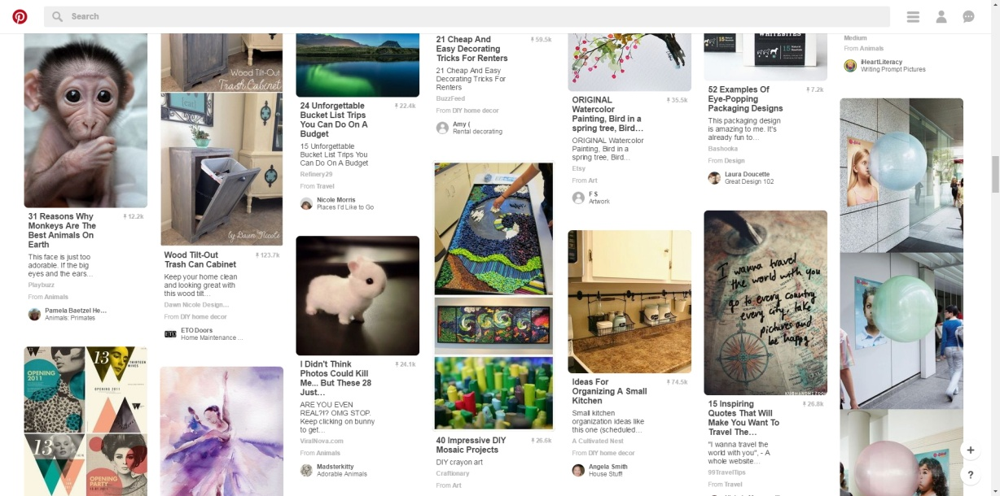 Search
31 Reasons Why
Monkeys Are The
Best Animals On
Earth
12.2k
This face is just too
adorable. If the big
eyes and the ears...
Playbuzz
From Animals
Pamela Baetzel He...
Animals: Primates
OPENING
2011
13
THIRTEEN
WIVES
OPENING 2011
13
OPENING
PARTY
Wood Tilt-Out
Trash Cabinet
{eat}
by Dawn Nicole
Wood Tilt-Out
Trash Can Cabinet
123.7k
Keep your home clean
and looking great with
this wood tilt...
Dawn Nicole Design...
From DIY home decor
ETO Doors
Home Maintenance ...
24 Unforgettable
Bucket List Trips
You Can Do On A
Budget
22.4k
15 Unforgettable
Bucket List Trips You
Can Do On A Budget
Refinery29
From Travel
Nicole Morris
Places I'd Like to Go
I Didn't Think
Photos Could Kill
Me... But These 28
Just...
24.1k
ARE YOU EVEN
REAL?!? OMG STOP.
Keep clicking on bunny
to get...
ViralNova.com
From Animals
Madsterkitty
Adorable Animals
21 Cheap And
Easy Decorating
Tricks For Renters
59.5k
21 Cheap And Easy
Decorating Tricks For
Renters
BuzzFeed
From DIY home decor
Amy (
Rental decorating
40 Impressive DIY
Mosaic Projects
26.6k
DIY crayon art
Craftionary
From Art
ORIGINAL
Watercolor
Painting, Bird in a
spring tree, Bird...
35.5k
ORIGINAL Watercolor
Painting, Bird in a
spring tree, Bird...
Etsy
From Art
F S
Artwork
Ideas For
Organizing A Small
Kitchen
74.5k
Small kitchen
organization ideas like
this one (scheduled...
A Cultivated Nest
From DIY home decor
Angela Smith
House Stuff!
WHITEBITES
15
15
52 Examples Of
Eye-Popping
Packaging Designs
7.2k
This packaging design
is amazing to me. It's
already fun to...
Bashooka
From Design
Laura Doucette
Great Design 102
I wanna travel
the world with you
go to every country
every city, take
pictures and
be happy
15 Inspiring
Quotes That Will
Make You Want To
Travel The...
26.8k
"I wanna travel the
world with you", - A
whole website...
99TravelTips
From Travel
Medium
From Animals
iHeartLiteracy
Writing Prompt Pictures
+
?